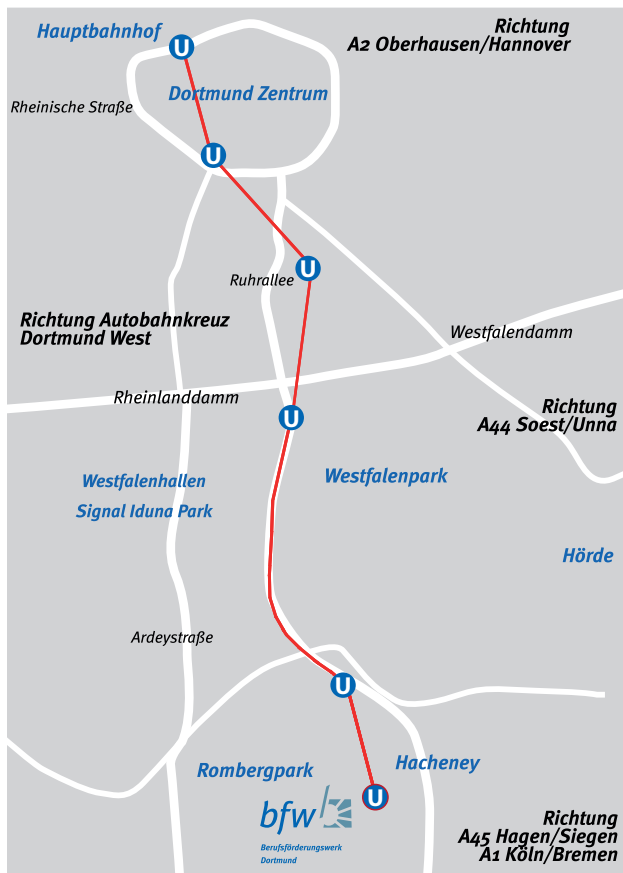 Hauptbahnhof
U
Richtung
A2 Oberhausen/Hannover
Dortmund Zentrum
Rheinische Straße
U
U
Ruhrallee
Richtung Autobahnkreuz
Dortmund West
Westfalendamm
Rheinlanddamm
U
Richtung
A44 Soest/Unna
Westfalenhallen
Signal Iduna Park
Westfalenpark
Hörde
Ardeystraße
U
Rombergpark
Hacheney
U
bfw
Berufsförderungswerk
Dortmund
Richtung
A45 Hagen/Siegen
A1 Köln/Bremen